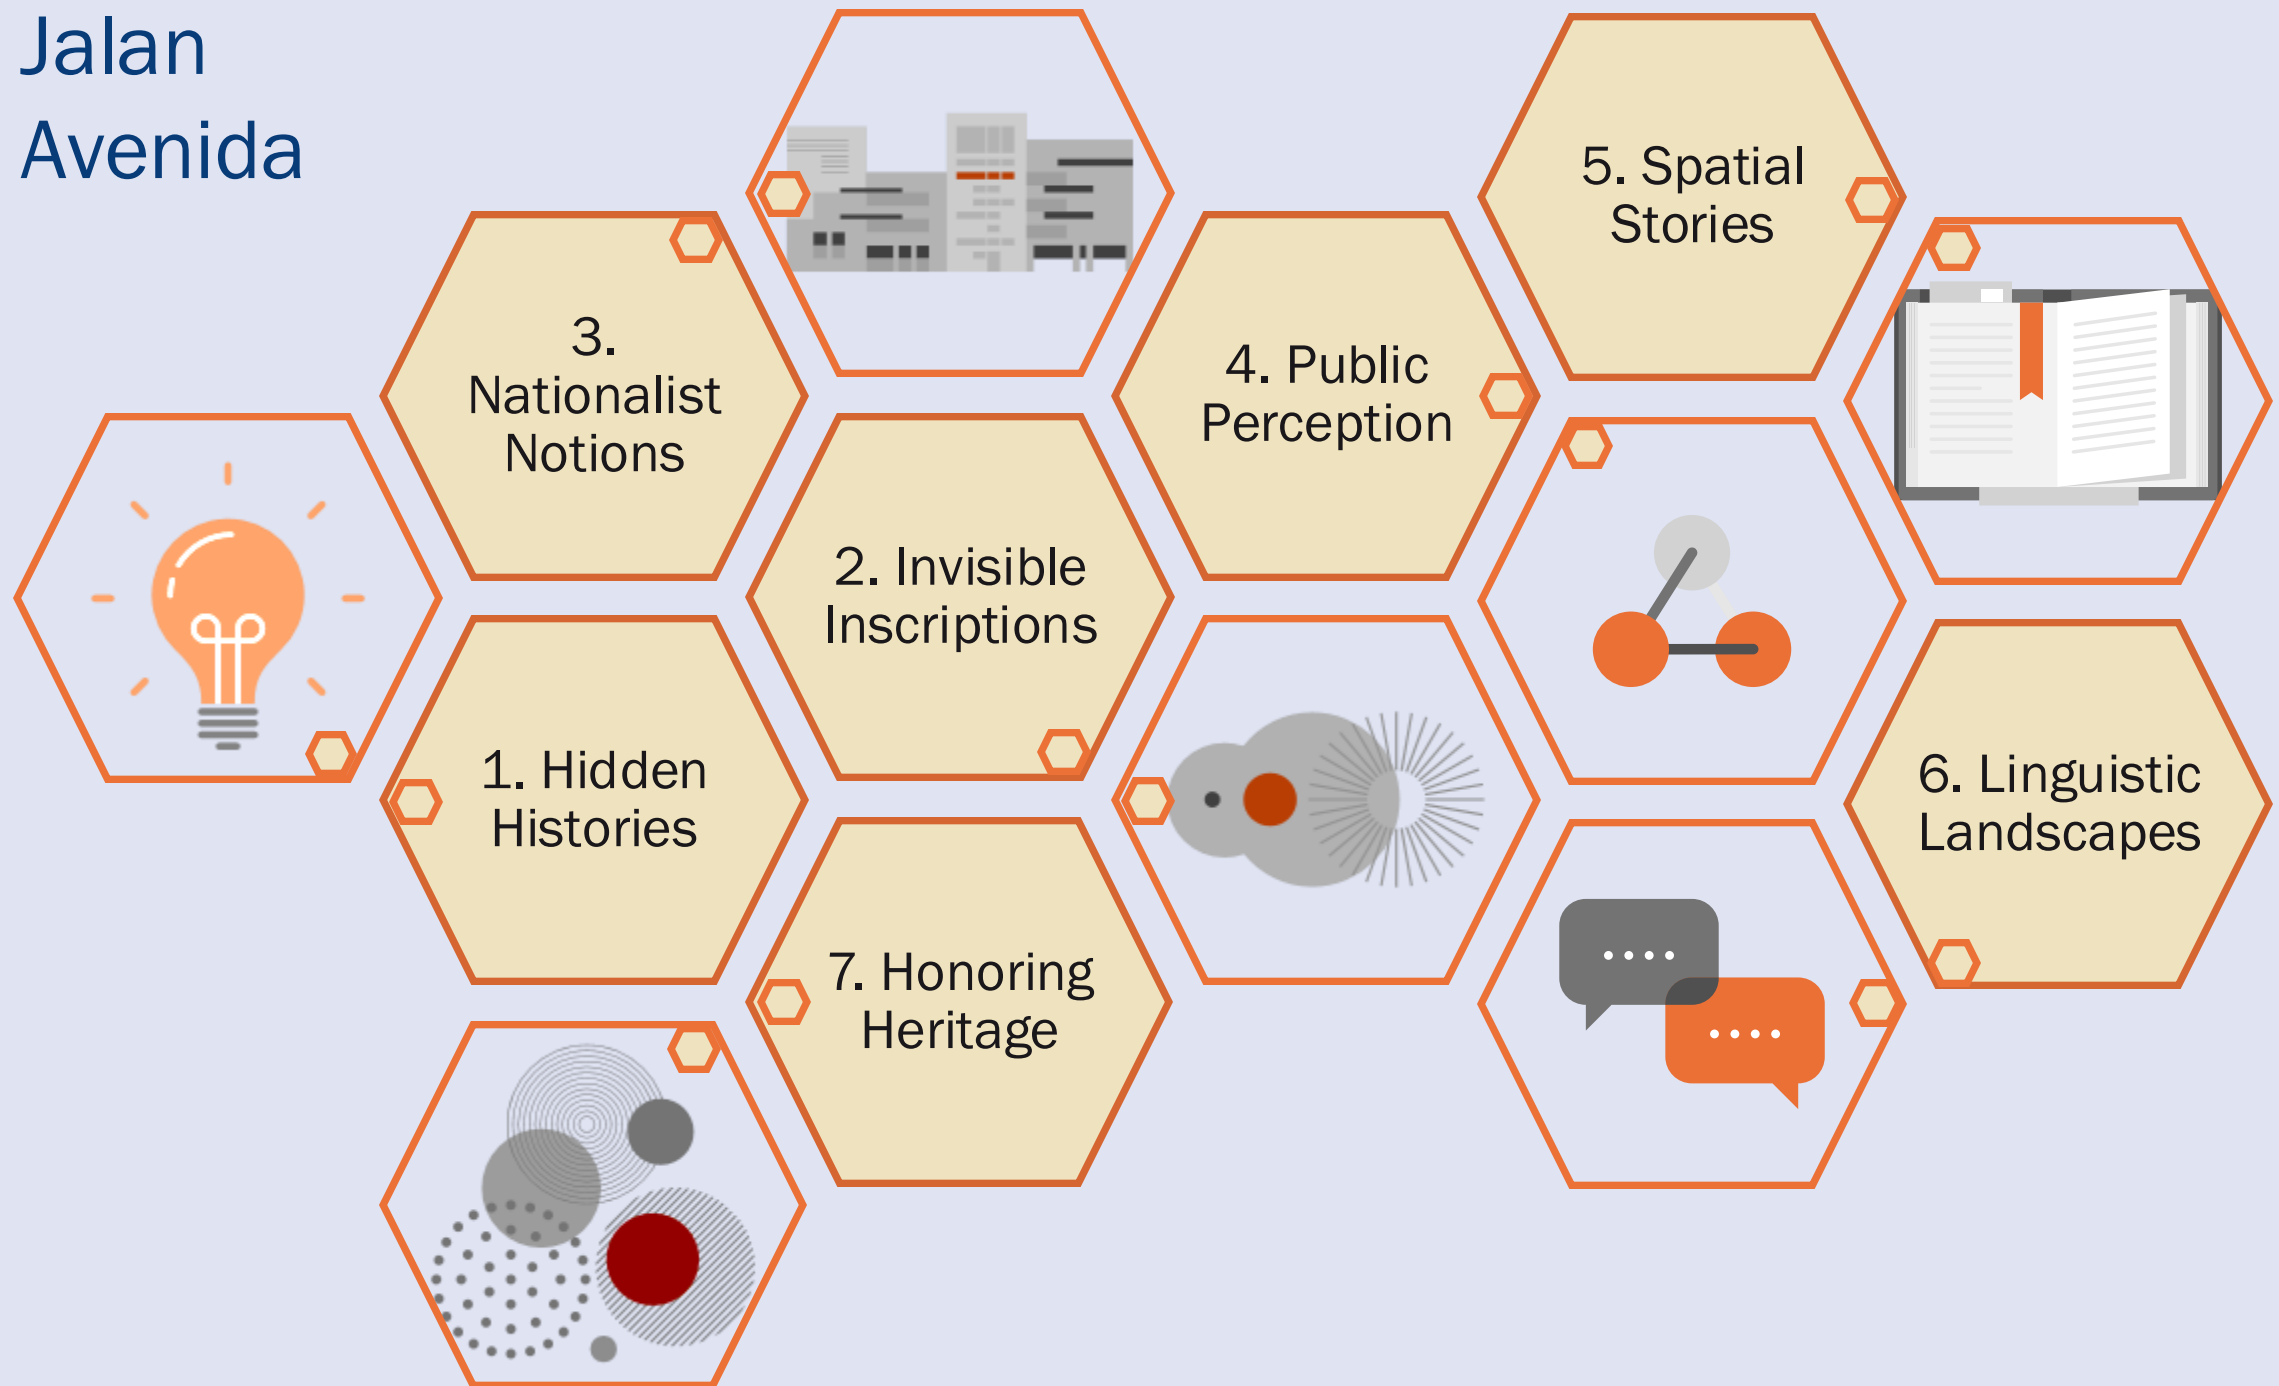 Jalan
Avenida
5. Spatial
Stories
3.
Nationalist
Notions
4. Public
Perception
2. Invisible
Inscriptions
1. Hidden
Histories
6. Linguistic
Landscapes
7. Honoring
Heritage